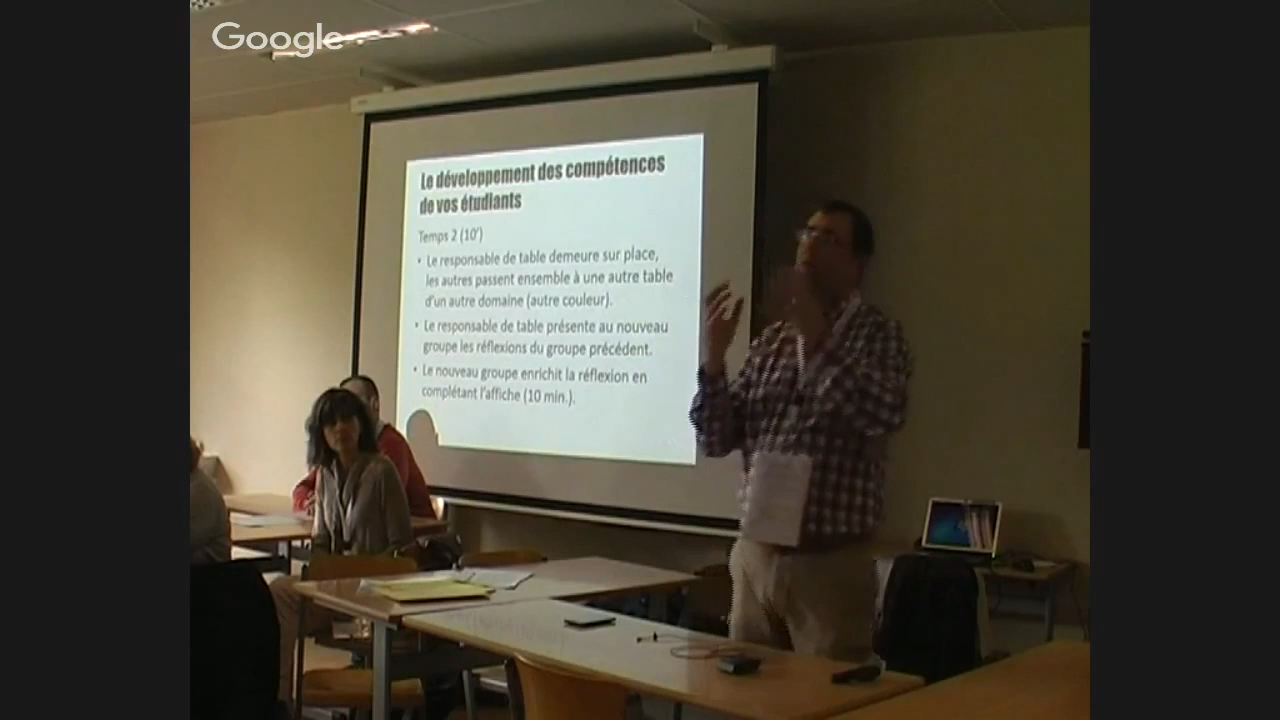 Google
Le développement des compétences
de vos étudiants
Temps 2 (10')
• Le responsable de table demeure sur place,
les autres passent ensemble à une autre table
d'un autre domaine (autre couleur).
• Le responsable de table présente au nouveau
groupe les réflexions du groupe précédent.
• Le nouveau groupe enrichit la réflexion en
complétant l'affiche (10 min.).